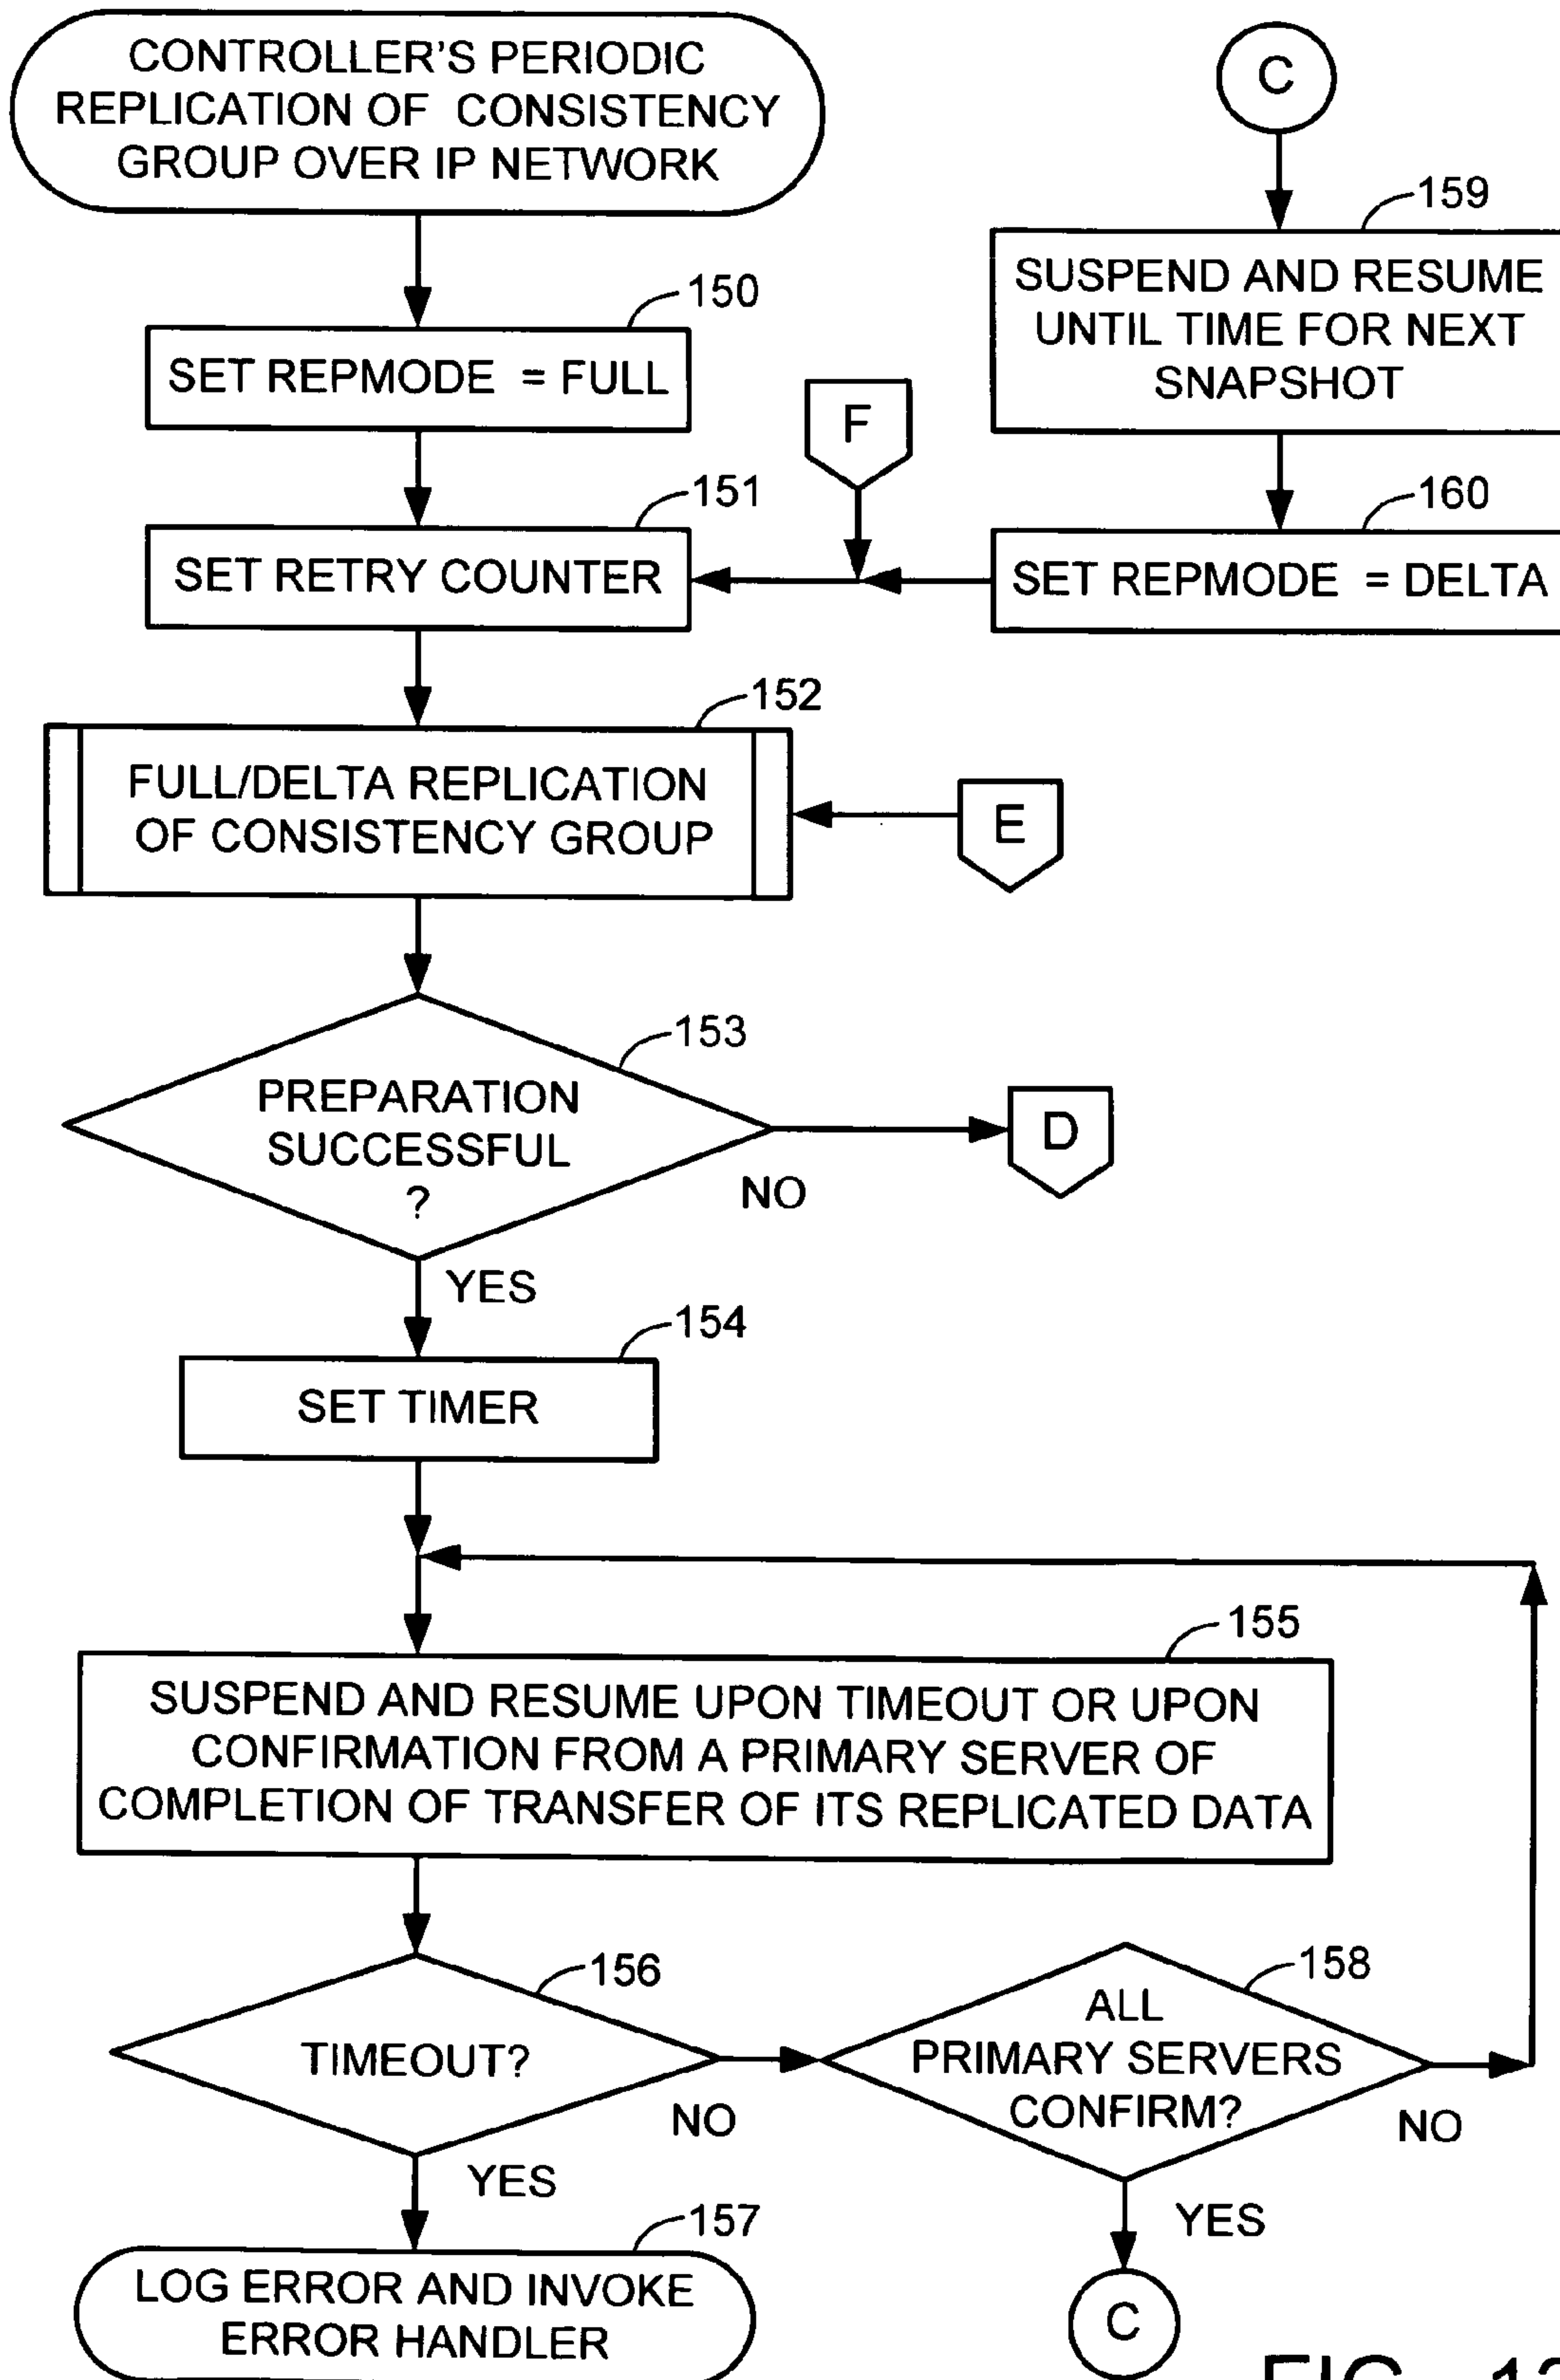 CONTROLLER'S PERIODIC
REPLICATION OF CONSISTENCY
GROUP OVER IP NETWORK
C
159
SUSPEND AND RESUME
UNTIL TIME FOR NEXT
SNAPSHOT
150
SET REPMODE = FULL
F
151
SET RETRY COUNTER
160
SET REPMODE = DELTA
152
FULL/DELTA REPLICATION
OF CONSISTENCY GROUP
E
153
PREPARATION
SUCCESSFUL
?
NO
D
YES
154
SET TIMER
155
SUSPEND AND RESUME UPON TIMEOUT OR UPON
CONFIRMATION FROM A PRIMARY SERVER OF
COMPLETION OF TRANSFER OF ITS REPLICATED DATA
156
TIMEOUT?
NO
158
ALL
PRIMARY SERVERS
CONFIRM?
NO
YES
157
LOG ERROR AND INVOKE
ERROR HANDLER
YES
C
FIG.